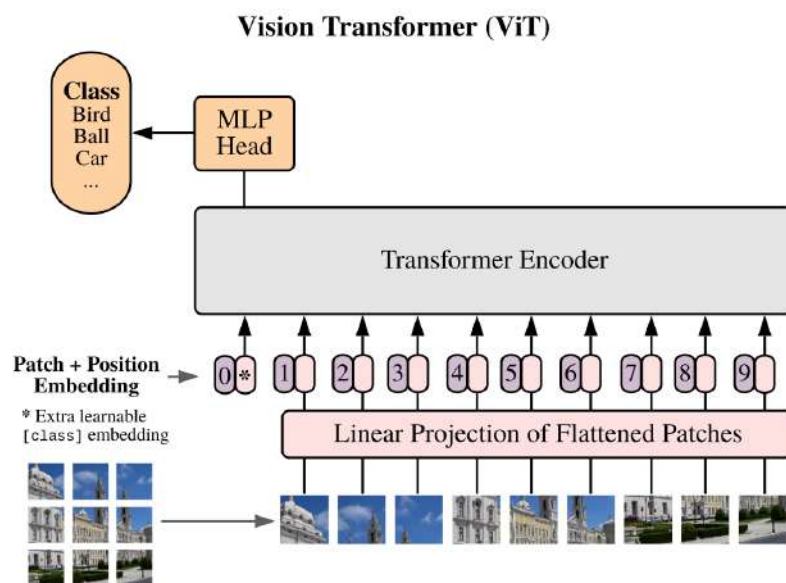 Vision Transformer (ViT)
Class
Bird
Ball
Car
...
MLP
Head
Transformer Encoder
Patch + Position
Embedding
0 * 1 2 3 4 5 6 7 8 9
* Extra learnable
[class] embedding
Linear Projection of Flattened Patches